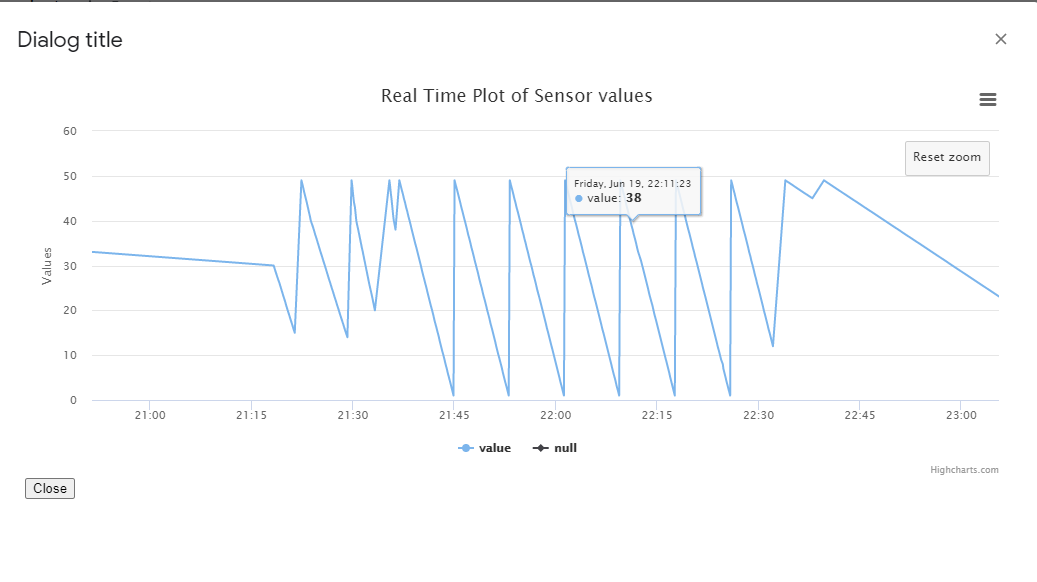 Dialog title
×
Real Time Plot of Sensor values
60
Reset zoom
50
Friday, Jun 19, 22:11:23
value: 38
40
30
20
10
0
Values
21:00 21:15 21:30 21:45 22:00 22:15 22:30 22:45 23:00
value null
Highcharts.com
Close